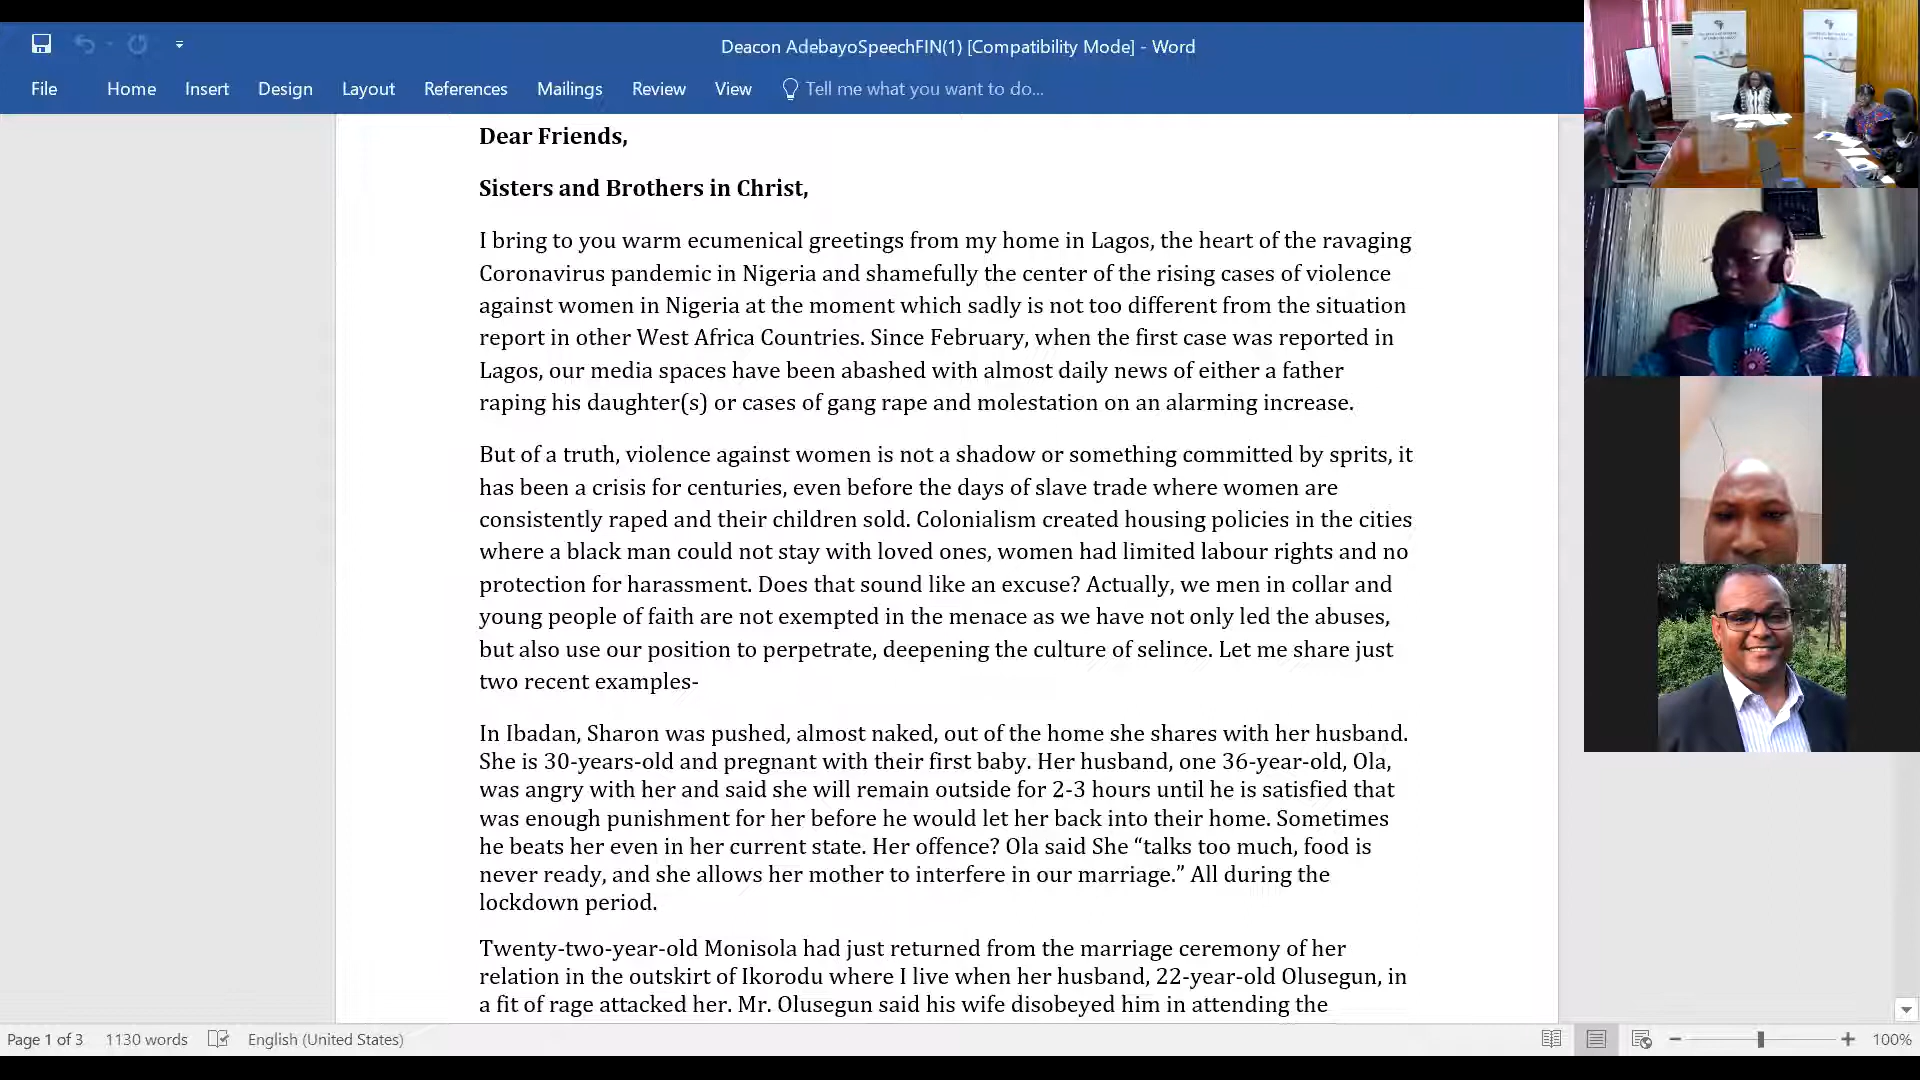 Deacon AdebayoSpeechFIN(1) [Compatibility Mode] - Word
File Home Insert Design Layout References Mailings Review View Tell me what you want to do...
Dear Friends,
Sisters and Brothers in Christ,
I bring to you warm ecumenical greetings from my home in Lagos, the heart of the ravaging
Coronavirus pandemic in Nigeria and shamefully the center of the rising cases of violence
against women in Nigeria at the moment which sadly is not too different from the situation
report in other West Africa Countries. Since February, when the first case was reported in
Lagos, our media spaces have been abashed with almost daily news of either a father
raping his daughter(s) or cases of gang rape and molestation on an alarming increase.
But of a truth, violence against women is not a shadow or something committed by sprits, it
has been a crisis for centuries, even before the days of slave trade where women are
consistently raped and their children sold. Colonialism created housing policies in the cities
where a black man could not stay with loved ones, women had limited labour rights and no
protection for harassment. Does that sound like an excuse? Actually, we men in collar and
young people of faith are not exempted in the menace as we have not only led the abuses,
but also use our position to perpetrate, deepening the culture of selince. Let me share just
two recent examples-
In Ibadan, Sharon was pushed, almost naked, out of the home she shares with her husband.
She is 30-years-old and pregnant with their first baby. Her husband, one 36-year-old, Ola,
was angry with her and said she will remain outside for 2-3 hours until he is satisfied that
was enough punishment for her before he would let her back into their home. Sometimes
he beats her even in her current state. Her offence? Ola said She “talks too much, food is
never ready, and she allows her mother to interfere in our marriage.” All during the
lockdown period.
Twenty-two-year-old Monisola had just returned from the marriage ceremony of her
relation in the outskirt of Ikorodu where I live when her husband, 22-year-old Olusegun, in
a fit of rage attacked her. Mr. Olusegun said his wife disobeyed him in attending the
Page 1 of 3 1130 words English (United States) 100%